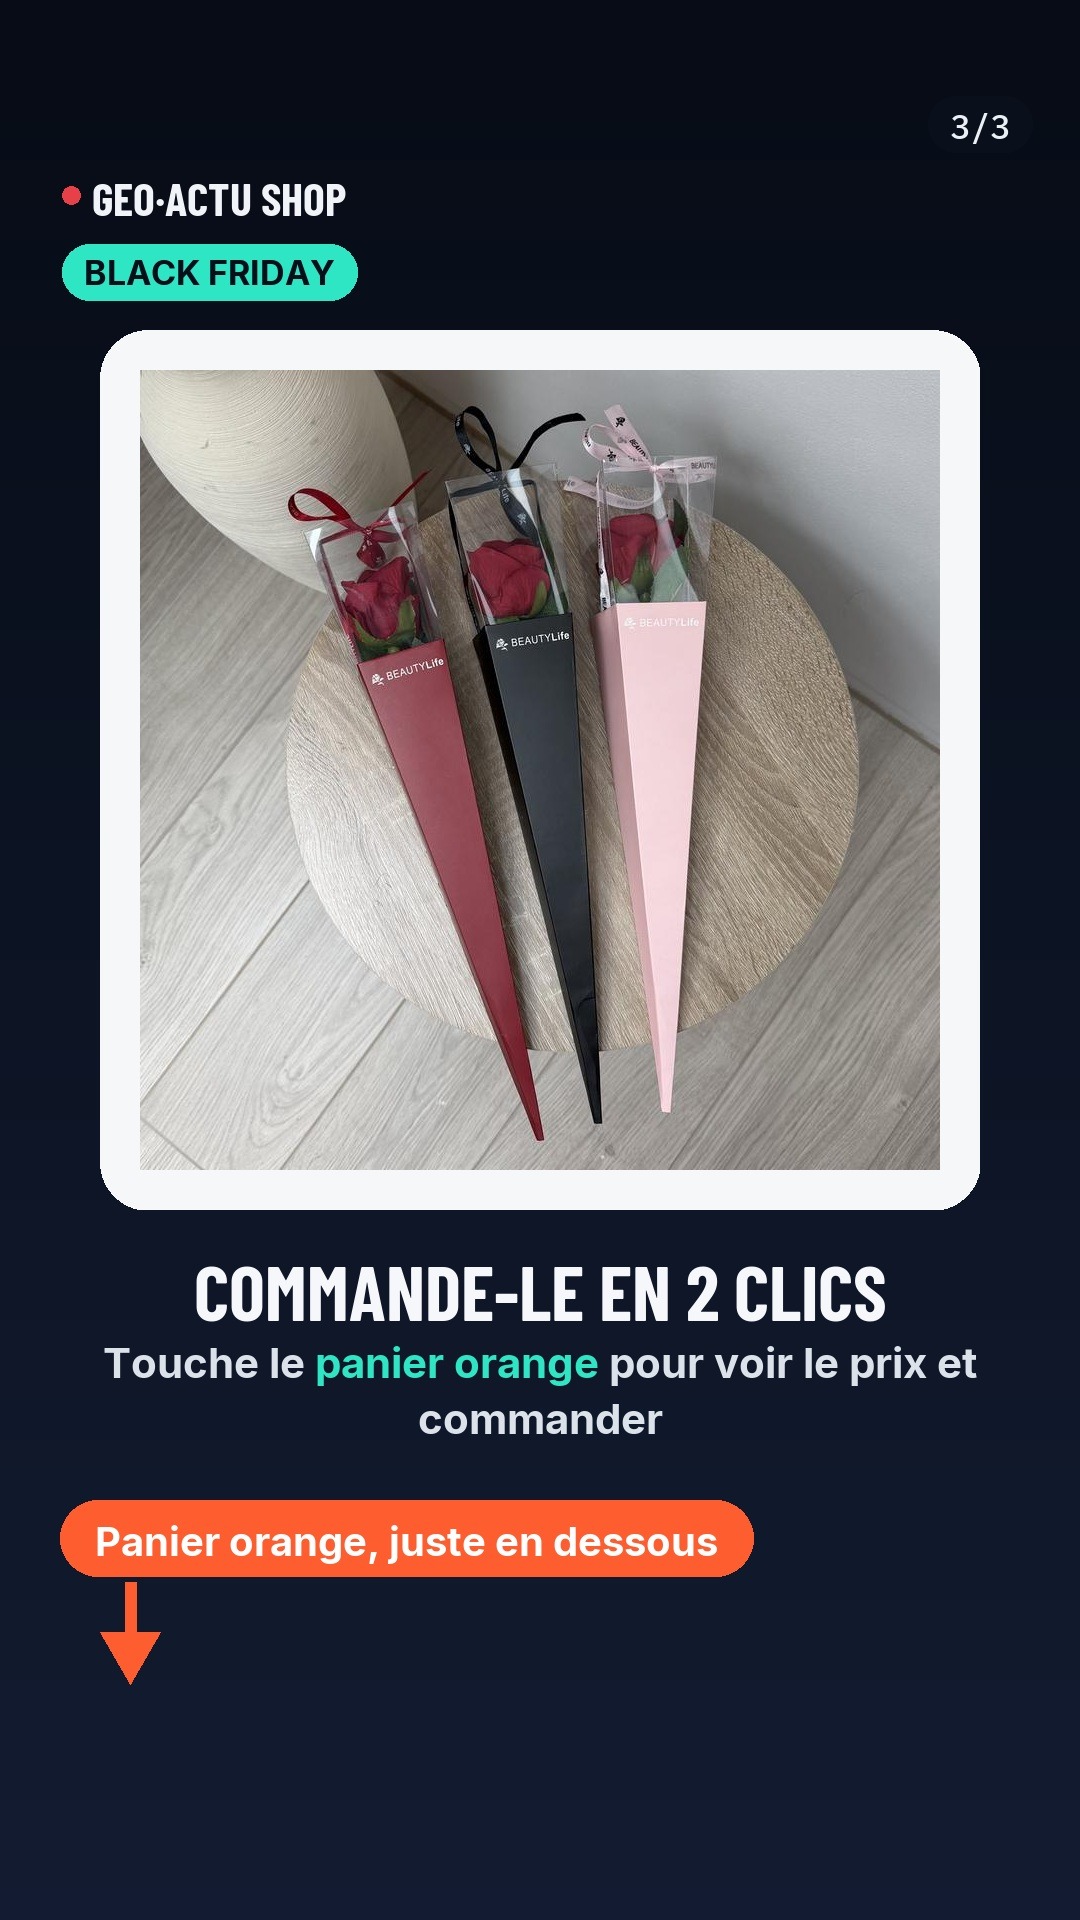 3/3
GEO·ACTU SHOP
BLACK FRIDAY
BEAUTYLife
BEAUTYLife
BEAUTYLife
COMMANDE-LE EN 2 CLICS
Touche le panier orange pour voir le prix et
commander
Panier orange, juste en dessous